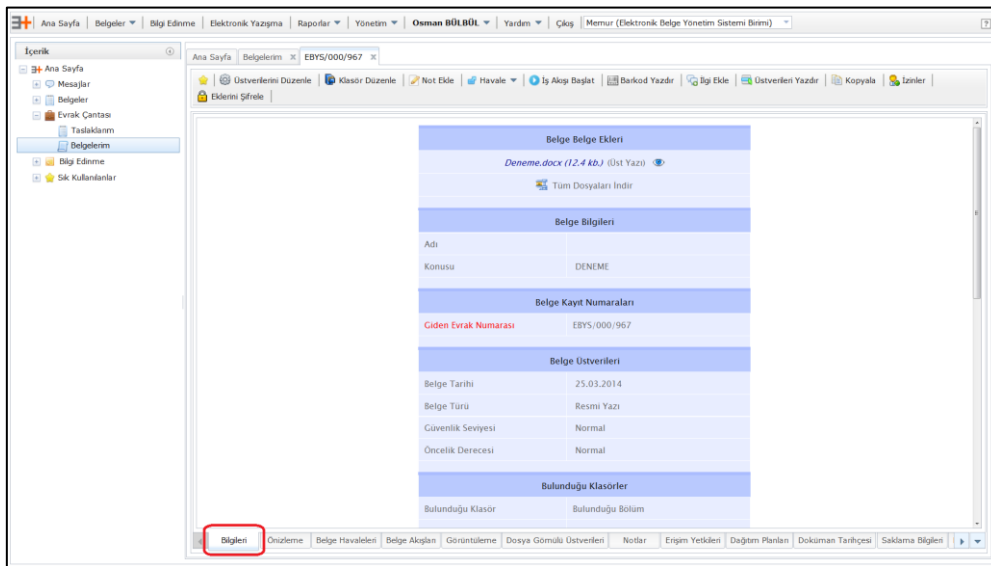 Ana Sayfa Belgeler Bilgi Edinme Elektronik Yazışma Raporlar Yönetim Osman BÜLBÜL Yardım Çıkış Memur (Elektronik Belge Yönetim Sistemi Birimi)
İçerik
Ana Sayfa
Mesajlar
Belgeler
Evrak Çantası
Taslaklarım
Belgelerim
Bilgi Edinme
Sık Kullanılanlar
Ana Sayfa Belgelerim EBYS/000/967
Üstverilerini Düzenle Klasör Düzenle Not Ekle Havale İş Akışı Başlat Barkod Yazdır İlgi Ekle Üstverileri Yazdır Kopyala İzinler
Eklerini Şifrele
Belge Belge Ekleri
Deneme.docx (12.4 kb.) (Üst Yazı)
Tüm Dosyaları İndir
Belge Bilgileri
Adı
Konusu DENEME
Belge Kayıt Numaraları
Giden Evrak Numarası EBYS/000/967
Belge Üstverileri
Belge Tarihi 25.03.2014
Belge Türü Resmi Yazı
Güvenlik Seviyesi Normal
Öncelik Derecesi Normal
Bulunduğu Klasörler
Bulunduğu Klasör Bulunduğu Bölüm
Bilgileri Önizleme Belge Havaleleri Belge Akışları Görüntüleme Dosya Gömülü Üstverileri Notlar Erişim Yetkileri Dağıtım Planları Doküman Tarihçesi Saklama Bilgileri